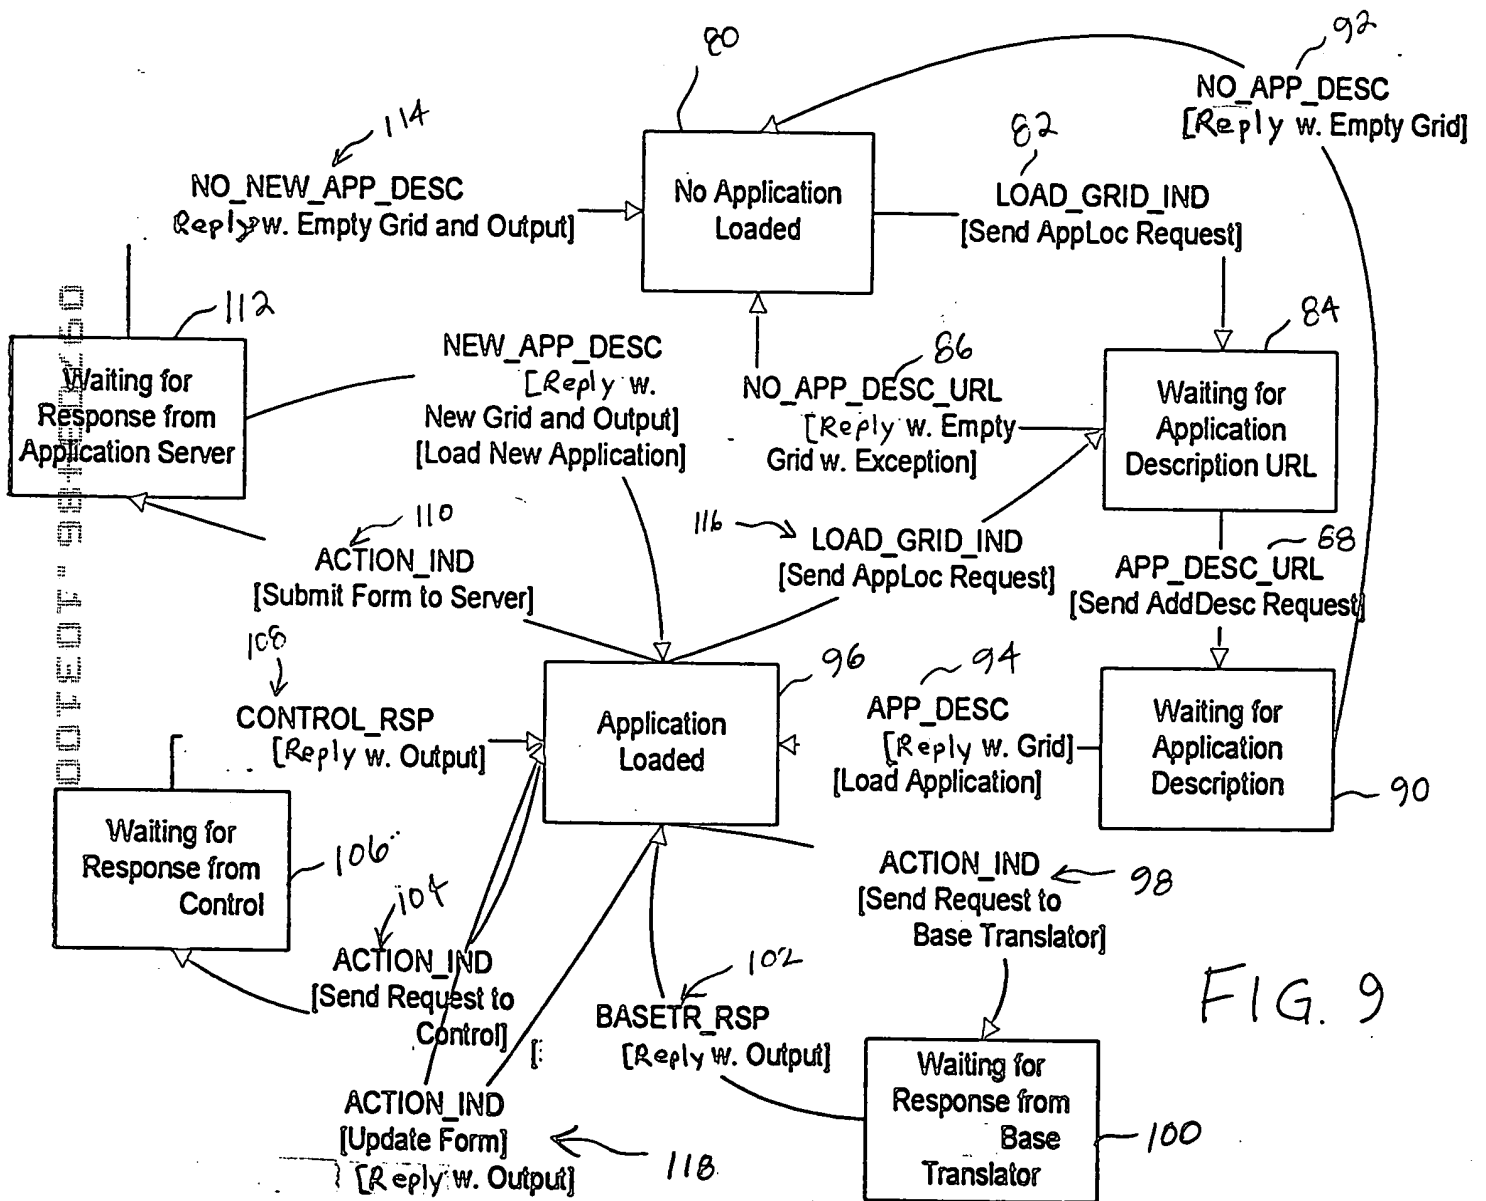 80
92
NO_APP_DESC
[Reply w. Empty Grid]
114
NO_NEW_APP_DESC
Reply w. Empty Grid and Output]
No Application
Loaded
82
LOAD_GRID_IND
[Send AppLoc Request]
112
Waiting for
Response from
Application Server
NEW_APP_DESC
[Reply w.
New Grid and Output]
[Load New Application]
86
NO_APP_DESC_URL
[Reply w. Empty
Grid w. Exception]
84
Waiting for
Application
Description URL
110
ACTION_IND
[Submit Form to Server]
116
LOAD_GRID_IND
[Send AppLoc Request]
68
APP_DESC_URL
[Send AddDesc Request]
108
CONTROL_RSP
[Reply w. Output]
96
Application
Loaded
94
APP_DESC
[Reply w. Grid]
[Load Application]
Waiting for
Application
Description
90
Waiting for
Response from
Control
106
104
ACTION_IND
[Send Request to
Control]
[
ACTION_IND
[Send Request to
Base Translator]
98
102
BASETR_RSP
[Reply w. Output]
FIG. 9
ACTION_IND
[Update Form]
[Reply w. Output]
118
Waiting for
Response from
Base
Translator
100